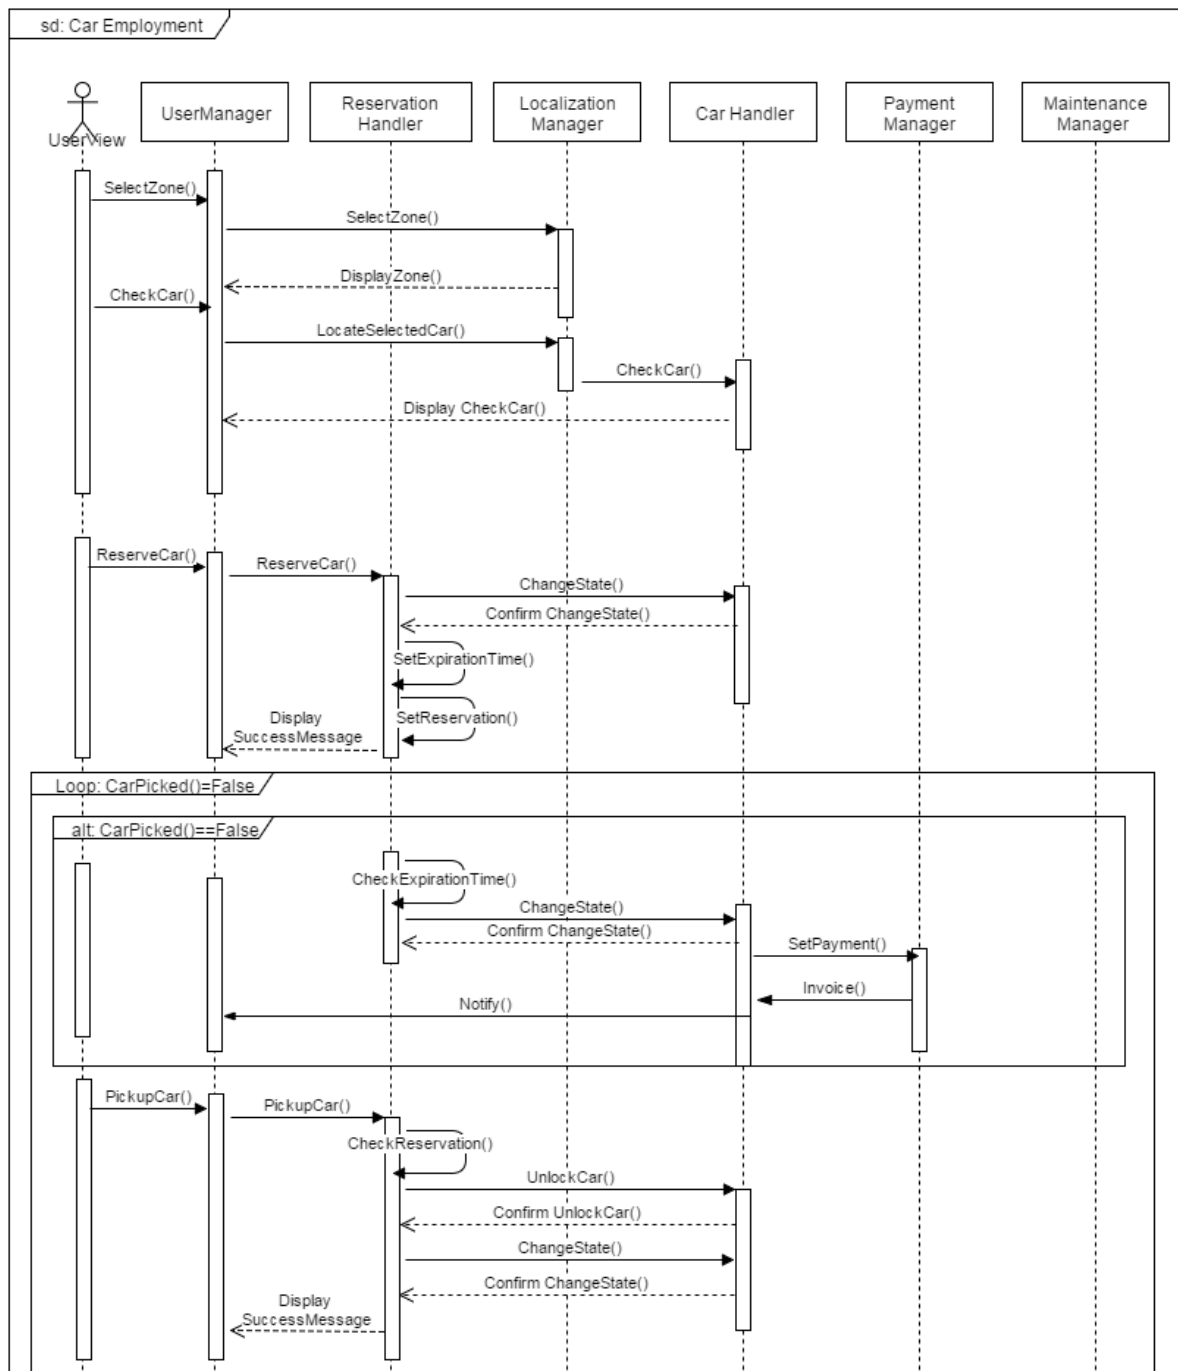 sd: Car Employment
UserView
UserManager
Reservation
Handler
Localization
Manager
Car Handler
Payment
Manager
Maintenance
Manager
SelectZone()
SelectZone()
DisplayZone()
CheckCar()
LocateSelectedCar()
CheckCar()
Display CheckCar()
ReserveCar()
ReserveCar()
ChangeState()
Confirm ChangeState()
SetExpirationTime()
SetReservation()
Display
SuccessMessage
Loop: CarPicked()=False
alt: CarPicked()==False
CheckExpirationTime()
ChangeState()
Confirm ChangeState()
SetPayment()
Invoice()
Notify()
PickupCar()
PickupCar()
CheckReservation()
UnlockCar()
Confirm UnlockCar()
ChangeState()
Confirm ChangeState()
Display
SuccessMessage